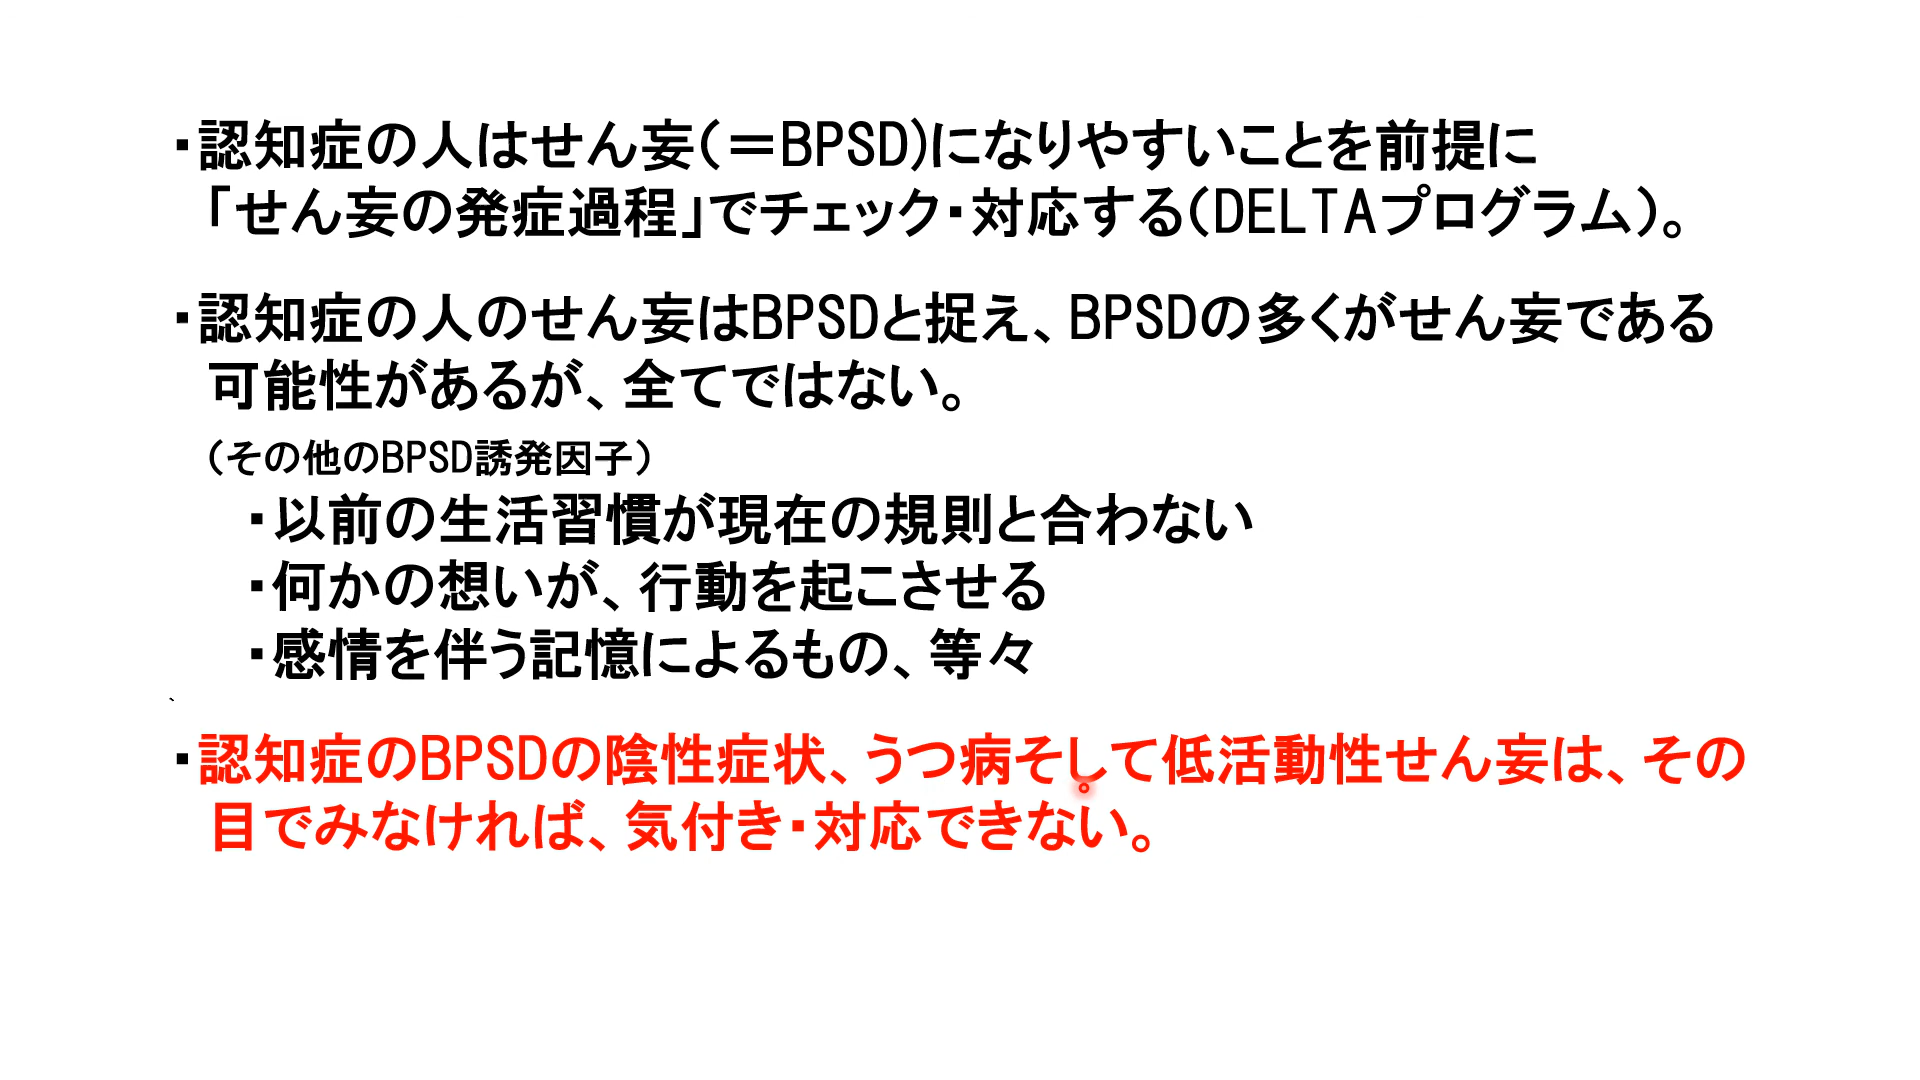 ・認知症の人はせん妄(＝BPSD)になりやすいことを前提に
「せん妄の発症過程」でチェック・対応する(DELTAプログラム)。
・認知症の人のせん妄はBPSDと捉え、BPSDの多くがせん妄である
可能性があるが、全てではない。
(その他のBPSD誘発因子)
・以前の生活習慣が現在の規則と合わない
・何かの想いが、行動を起こさせる
・感情を伴う記憶によるもの、等々
、
・認知症のBPSDの陰性症状、うつ病そして低活動性せん妄は、その
目でみなければ、気付き・対応できない。